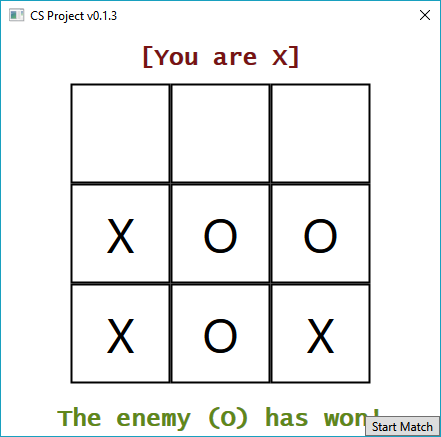 CS Project v0.1.3
[You are X]
X O O
X O X
The enemy (O) has won!
Start Match